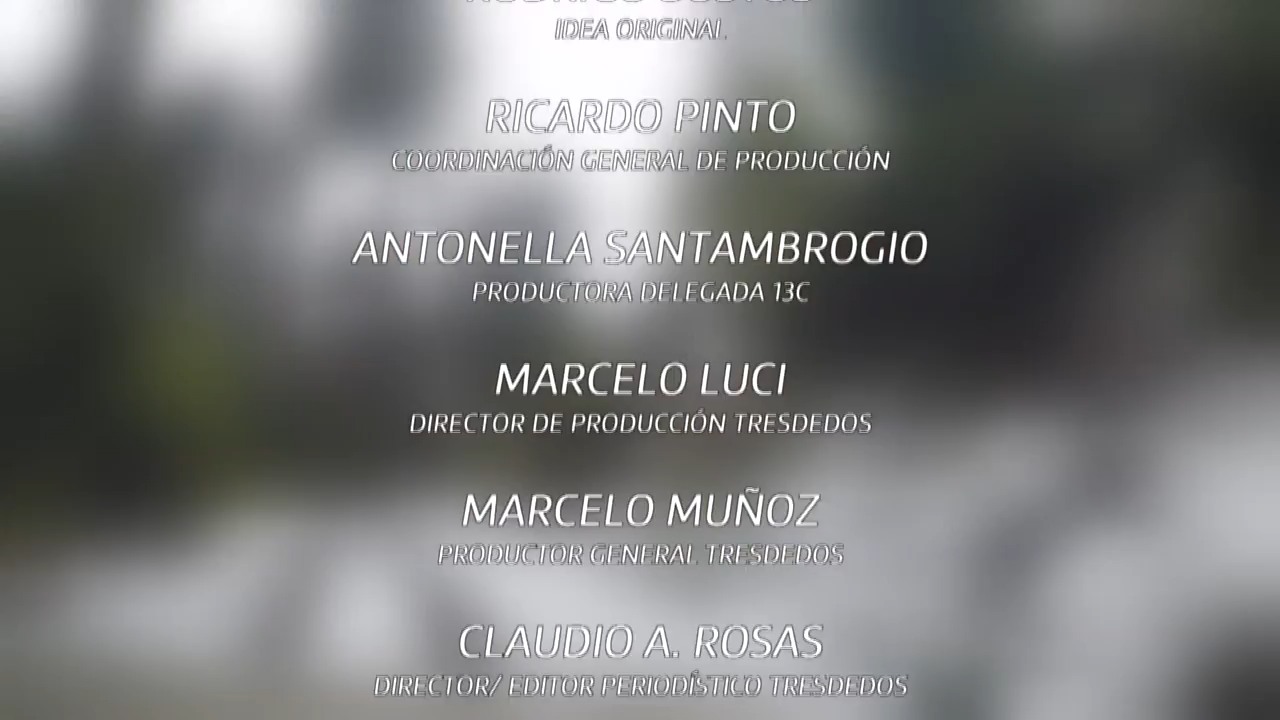 IDEA ORIGINAL
RICARDO PINTO
COORDINACIÓN GENERAL DE PRODUCCIÓN
ANTONELLA SANTAMBROGIO
PRODUCTORA DELEGADA 13C
MARCELO LUCI
DIRECTOR DE PRODUCCIÓN TRESDEDOS
MARCELO MUÑOZ
PRODUCTOR GENERAL TRESDEDOS
CLAUDIO A. ROSAS
DIRECTOR/ EDITOR PERIODÍSTICO TRESDEDOS